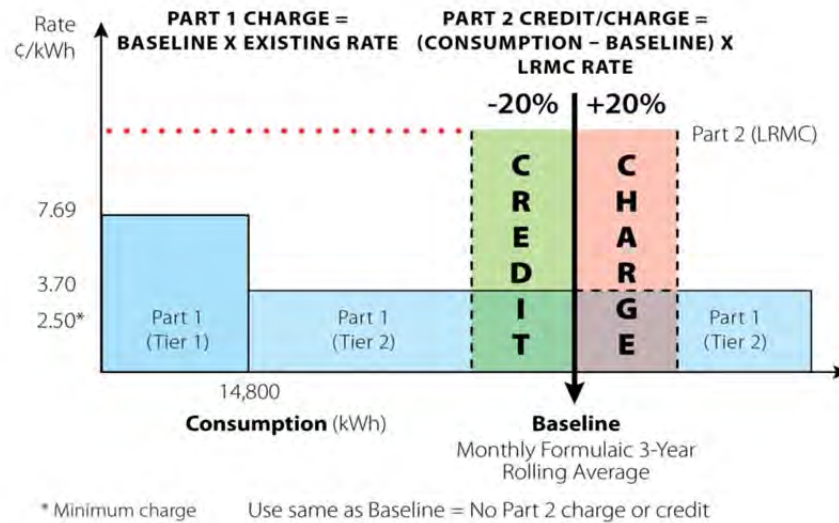 Rate
¢/kWh
PART 1 CHARGE =
BASELINE X EXISTING RATE
PART 2 CREDIT/CHARGE =
(CONSUMPTION – BASELINE) X
LRMC RATE
-20%
+20%
Part 2 (LRMC)
CREDIT
CHARGE
7.69
3.70
2.50*
Part 1
(Tier 1)
Part 1
(Tier 2)
Part 1
(Tier 2)
14,800
Consumption (kWh)
Baseline
Monthly Formulaic 3-Year
Rolling Average
* Minimum charge
Use same as Baseline = No Part 2 charge or credit